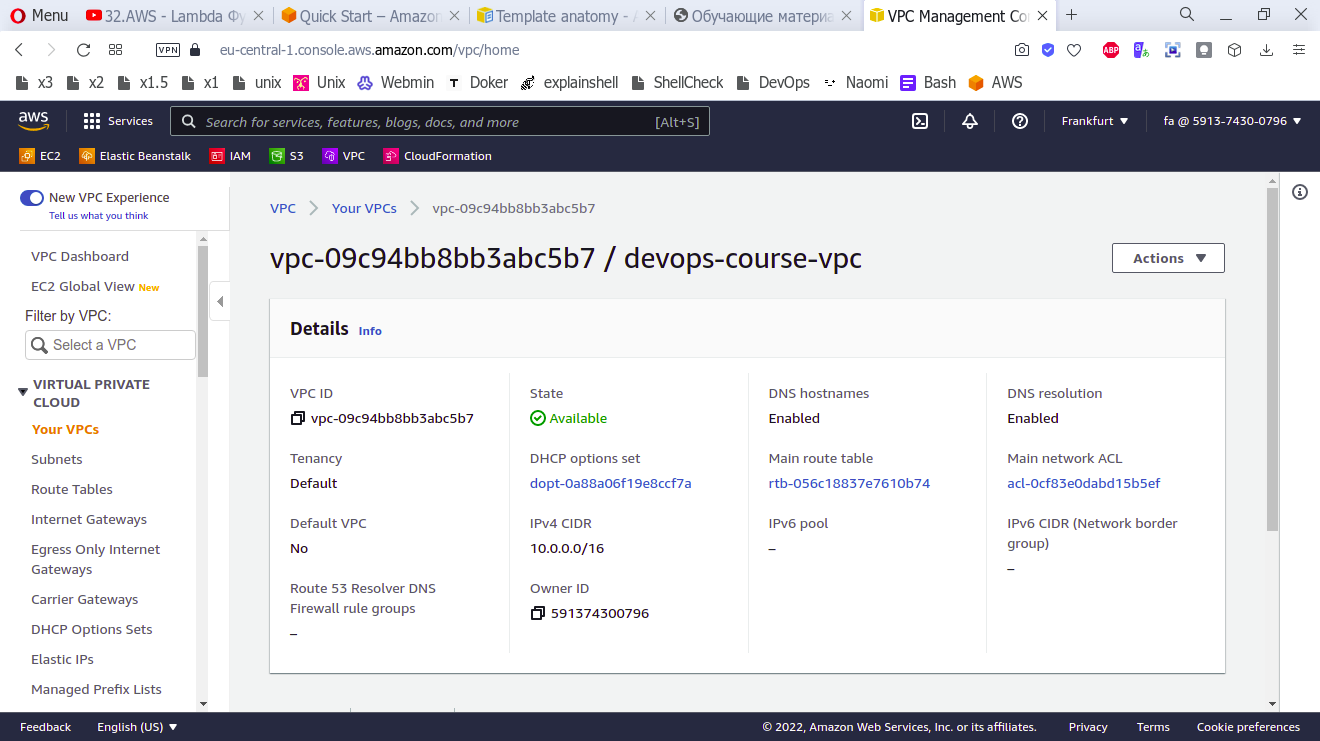 Menu
32.AWS - Lambda Фу
Quick Start – Amazon
Template anatomy - A
Обучающие материа
VPC Management Co
VPN
eu-central-1.console.aws.amazon.com/vpc/home
ABP
x3 x2 x1.5 x1 unix Unix Webmin Doker explainshell ShellCheck DevOps Naomi Bash AWS
aws Services Search for services, features, blogs, docs, and more [Alt+S] Frankfurt fa @ 5913-7430-0796
EC2 Elastic Beanstalk IAM S3 VPC CloudFormation
New VPC Experience
Tell us what you think
VPC Dashboard
EC2 Global View New
Filter by VPC:
Select a VPC
VIRTUAL PRIVATE
CLOUD
Your VPCs
Subnets
Route Tables
Internet Gateways
Egress Only Internet
Gateways
Carrier Gateways
DHCP Options Sets
Elastic IPs
Managed Prefix Lists
VPC Your VPCs vpc-09c94bb8bb3abc5b7
vpc-09c94bb8bb3abc5b7 / devops-course-vpc
Actions
Details Info
VPC ID
vpc-09c94bb8bb3abc5b7
State
Available
DNS hostnames
Enabled
DNS resolution
Enabled
Tenancy
Default
DHCP options set
dopt-0a88a06f19e8ccf7a
Main route table
rtb-056c18837e7610b74
Main network ACL
acl-0cf83e0dabd15b5ef
Default VPC
No
IPv4 CIDR
10.0.0.0/16
IPv6 pool
–
IPv6 CIDR (Network border
group)
–
Route 53 Resolver DNS
Firewall rule groups
–
Owner ID
591374300796
Feedback English (US) © 2022, Amazon Web Services, Inc. or its affiliates. Privacy Terms Cookie preferences